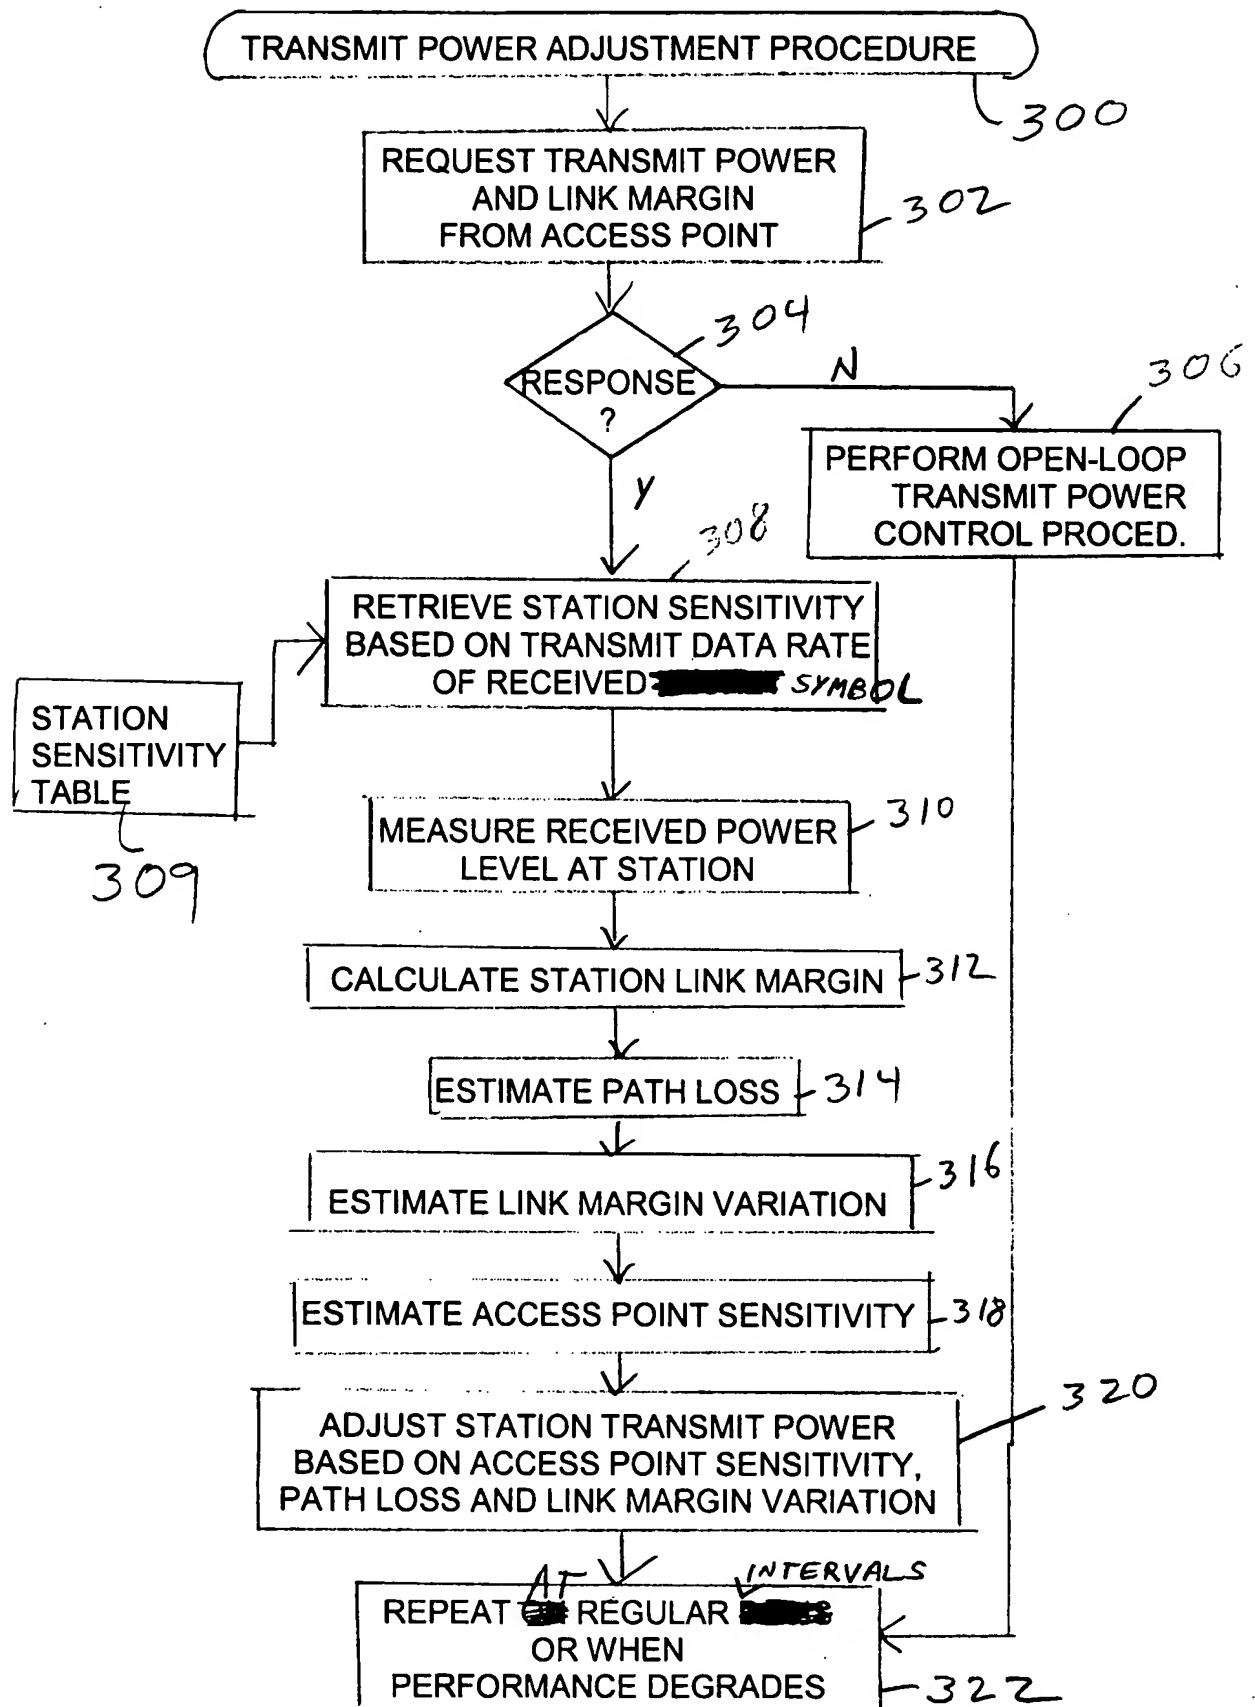 TRANSMIT POWER ADJUSTMENT PROCEDURE
300
REQUEST TRANSMIT POWER
AND LINK MARGIN
FROM ACCESS POINT
302
304
RESPONSE
?
N
306
PERFORM OPEN-LOOP
TRANSMIT POWER
CONTROL PROCED.
Y
308
RETRIEVE STATION SENSITIVITY
BASED ON TRANSMIT DATA RATE
OF RECEIVED SYMBOL
STATION
SENSITIVITY
TABLE
309
MEASURE RECEIVED POWER
LEVEL AT STATION
310
CALCULATE STATION LINK MARGIN
312
ESTIMATE PATH LOSS
314
ESTIMATE LINK MARGIN VARIATION
316
ESTIMATE ACCESS POINT SENSITIVITY
318
ADJUST STATION TRANSMIT POWER
BASED ON ACCESS POINT SENSITIVITY,
PATH LOSS AND LINK MARGIN VARIATION
320
REPEAT AT REGULAR INTERVALS
OR WHEN
PERFORMANCE DEGRADES
322